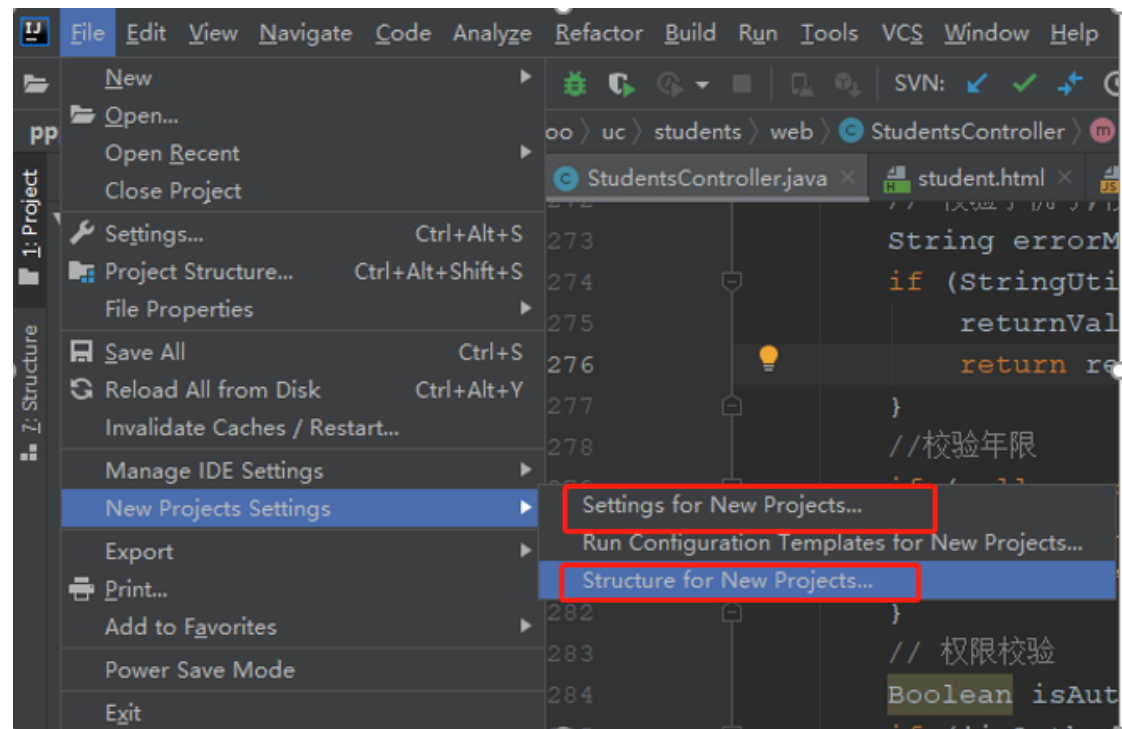 IJ File Edit View Navigate Code Analyze Refactor Build Run Tools VCS Window Help
SVN:
pp
oo 〉 uc 〉 students 〉 web 〉 C StudentsController 〉 m
StudentsController.java × student.html ×
1: Project
7: Structure
New
Open...
Open Recent
Close Project
Settings... Ctrl+Alt+S
Project Structure... Ctrl+Alt+Shift+S
File Properties
Save All Ctrl+S
Reload All from Disk Ctrl+Alt+Y
Invalidate Caches / Restart...
Manage IDE Settings
New Projects Settings
Export
Print...
Add to Favorites
Power Save Mode
Exit
Settings for New Projects...
Run Configuration Templates for New Projects...
Structure for New Projects...
273 String errorM
274 if (StringUti
275 returnVal
276 return re
277 }
278 //校验年限
282 }
283 // 权限校验
284 Boolean isAut